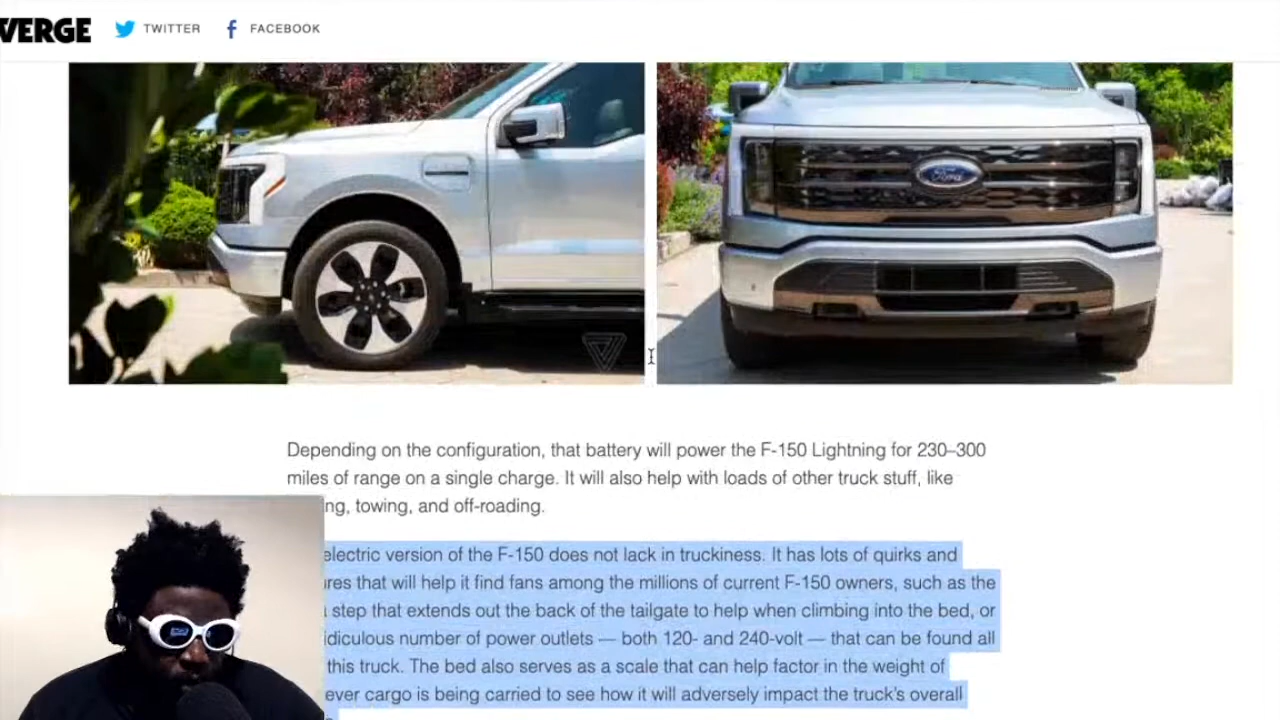 VERGE
TWITTER
FACEBOOK
Ford
Depending on the configuration, that battery will power the F-150 Lightning for 230–300
miles of range on a single charge. It will also help with loads of other truck stuff, like
ng, towing, and off-roading.
electric version of the F-150 does not lack in truckiness. It has lots of quirks and
res that will help it find fans among the millions of current F-150 owners, such as the
step that extends out the back of the tailgate to help when climbing into the bed, or
idiculous number of power outlets — both 120- and 240-volt — that can be found all
this truck. The bed also serves as a scale that can help factor in the weight of
ever cargo is being carried to see how it will adversely impact the truck's overall